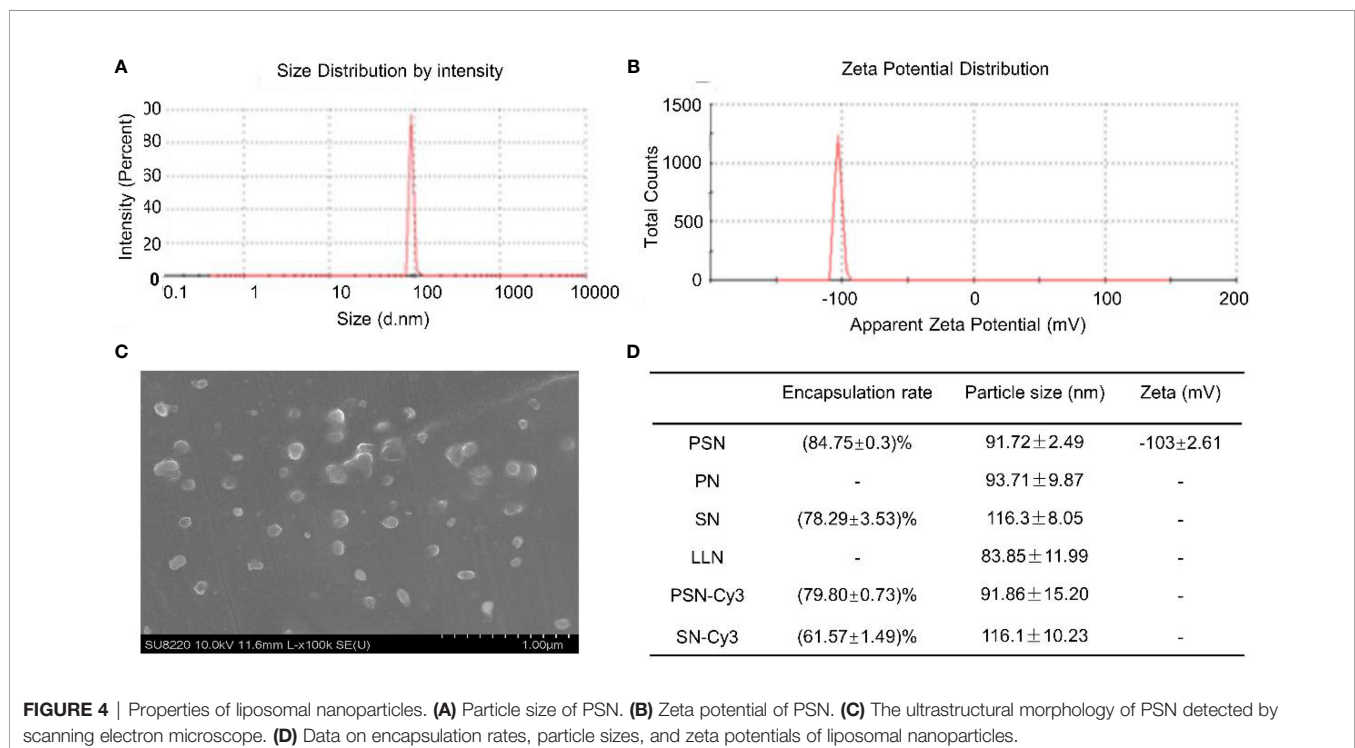 A
Size Distribution by intensity
Intensity (Percent)
00
80
60
40
20
0
0.1 1 10 100 1000 10000
Size (d.nm)
B
Zeta Potential Distribution
Total Counts
1500
1000
500
0
-100 0 100 200
Apparent Zeta Potential (mV)
C
SU8220 10.0kV 11.6mm L-x100k SE(U) 1.00µm
D
Encapsulation rate Particle size (nm) Zeta (mV)
PSN (84.75±0.3)% 91.72±2.49 -103±2.61
PN - 93.71±9.87 -
SN (78.29±3.53)% 116.3±8.05 -
LLN - 83.85±11.99 -
PSN-Cy3 (79.80±0.73)% 91.86±15.20 -
SN-Cy3 (61.57±1.49)% 116.1±10.23 -
FIGURE 4 | Properties of liposomal nanoparticles. (A) Particle size of PSN. (B) Zeta potential of PSN. (C) The ultrastructural morphology of PSN detected by
scanning electron microscope. (D) Data on encapsulation rates, particle sizes, and zeta potentials of liposomal nanoparticles.